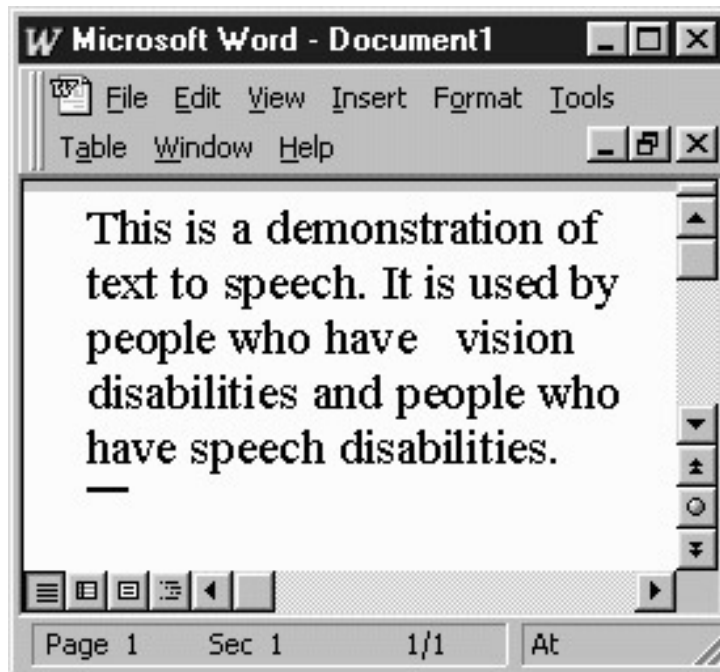 Microsoft Word - Document1
File Edit View Insert Format Tools
Table Window Help
This is a demonstration of
text to speech. It is used by
people who have   vision
disabilities and people who
have speech disabilities.
Page 1 Sec 1 1/1 At